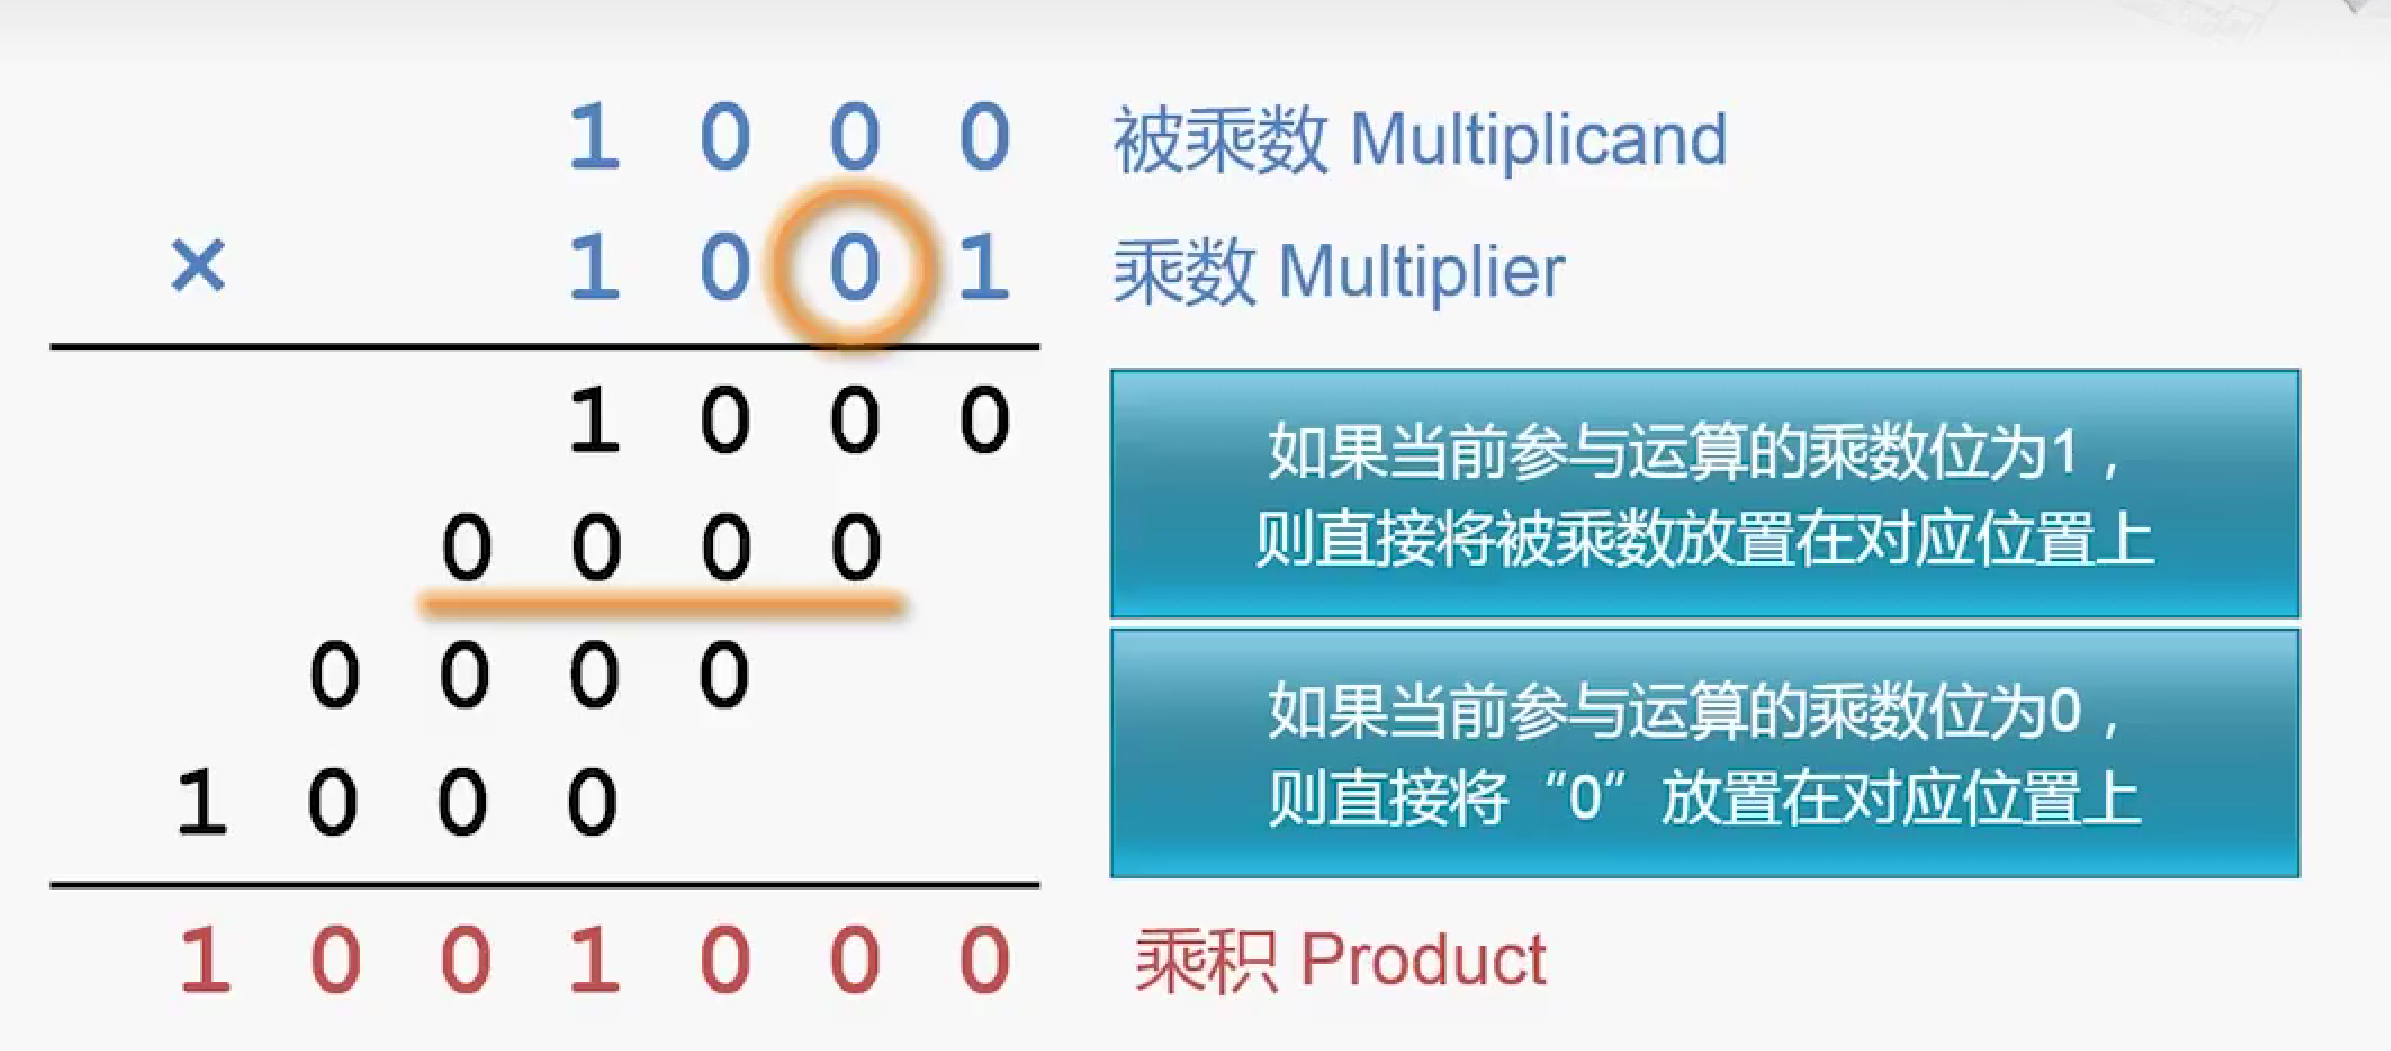 1 0 0 0 被乘数 Multiplicand
× 1 0 0 1 乘数 Multiplier
1 0 0 0
0 0 0 0
0 0 0 0
1 0 0 0
如果当前参与运算的乘数位为1，
则直接将被乘数放置在对应位置上
如果当前参与运算的乘数位为0，
则直接将“0”放置在对应位置上
1 0 0 1 0 0 0 乘积 Product